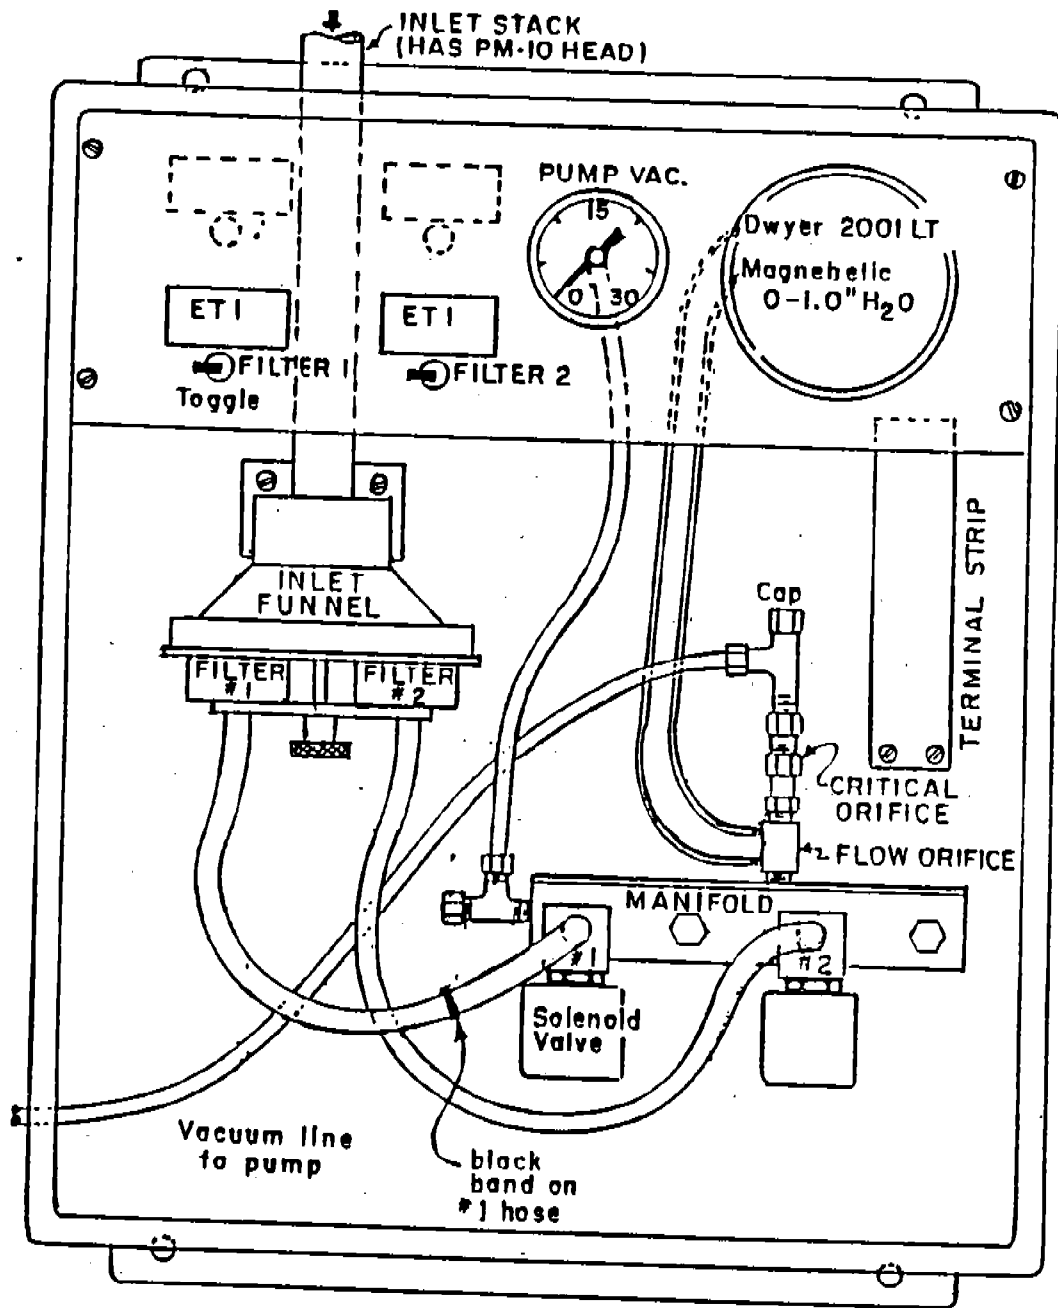 INLET STACK
(HAS PM-10 HEAD)
PUMP VAC.
15
0 30
Dwyer 2001 LT
Magnehelic
0-1.0" H2O
ETI
ETI
FILTER 1
FILTER 2
Toggle
INLET
FUNNEL
FILTER
#1
FILTER
#2
Cap
TERMINAL STRIP
CRITICAL
ORIFICE
FLOW ORIFICE
MANIFOLD
#1
#2
Solenoid
Valve
Vacuum line
to pump
black
band on
#1 hose